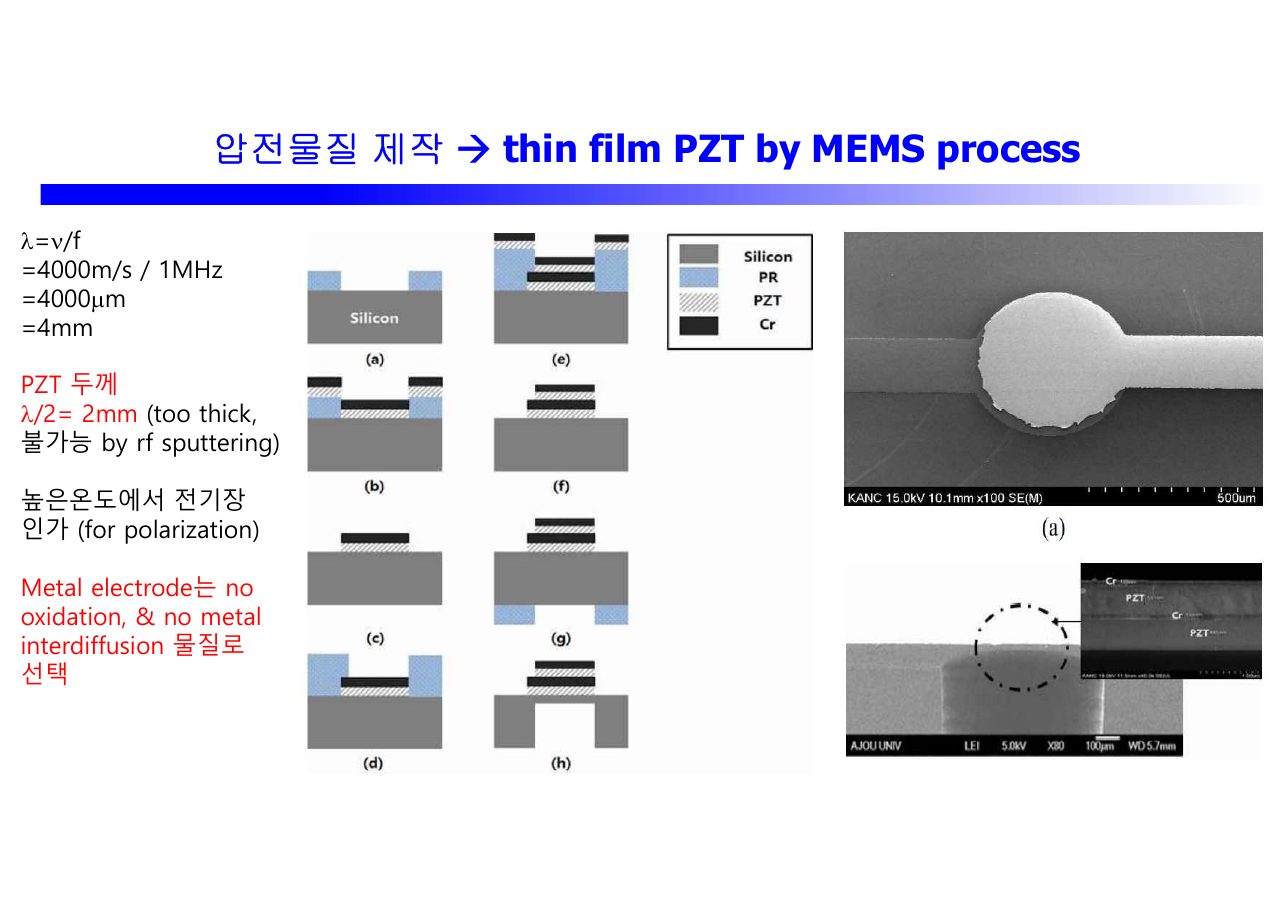 압전물질 제작 → thin film PZT by MEMS process
λ=ν/f
=4000m/s / 1MHz
=4000μm
=4mm
PZT 두께
λ/2= 2mm (too thick,
불가능 by rf sputtering)
높은온도에서 전기장
인가 (for polarization)
Metal electrode는 no
oxidation, & no metal
interdiffusion 물질로
선택
Silicon
(a)
(b)
(c)
(d)
(e)
(f)
(g)
(h)
Silicon
PR
PZT
Cr
KANC 15.0kV 10.1mm x100 SE(M)
500um
(a)
Cr
PZT
Cr
PZT
AJOU UNIV LEI 5.0kV X80 100μm WD 5.7mm